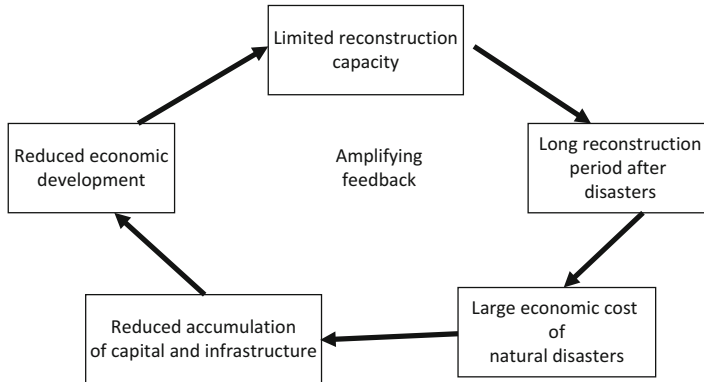 Limited reconstruction
capacity
Reduced economic
development
Amplifying
feedback
Long reconstruction
period after
disasters
Reduced accumulation
of capital and infrastructure
Large economic cost
of
natural disasters